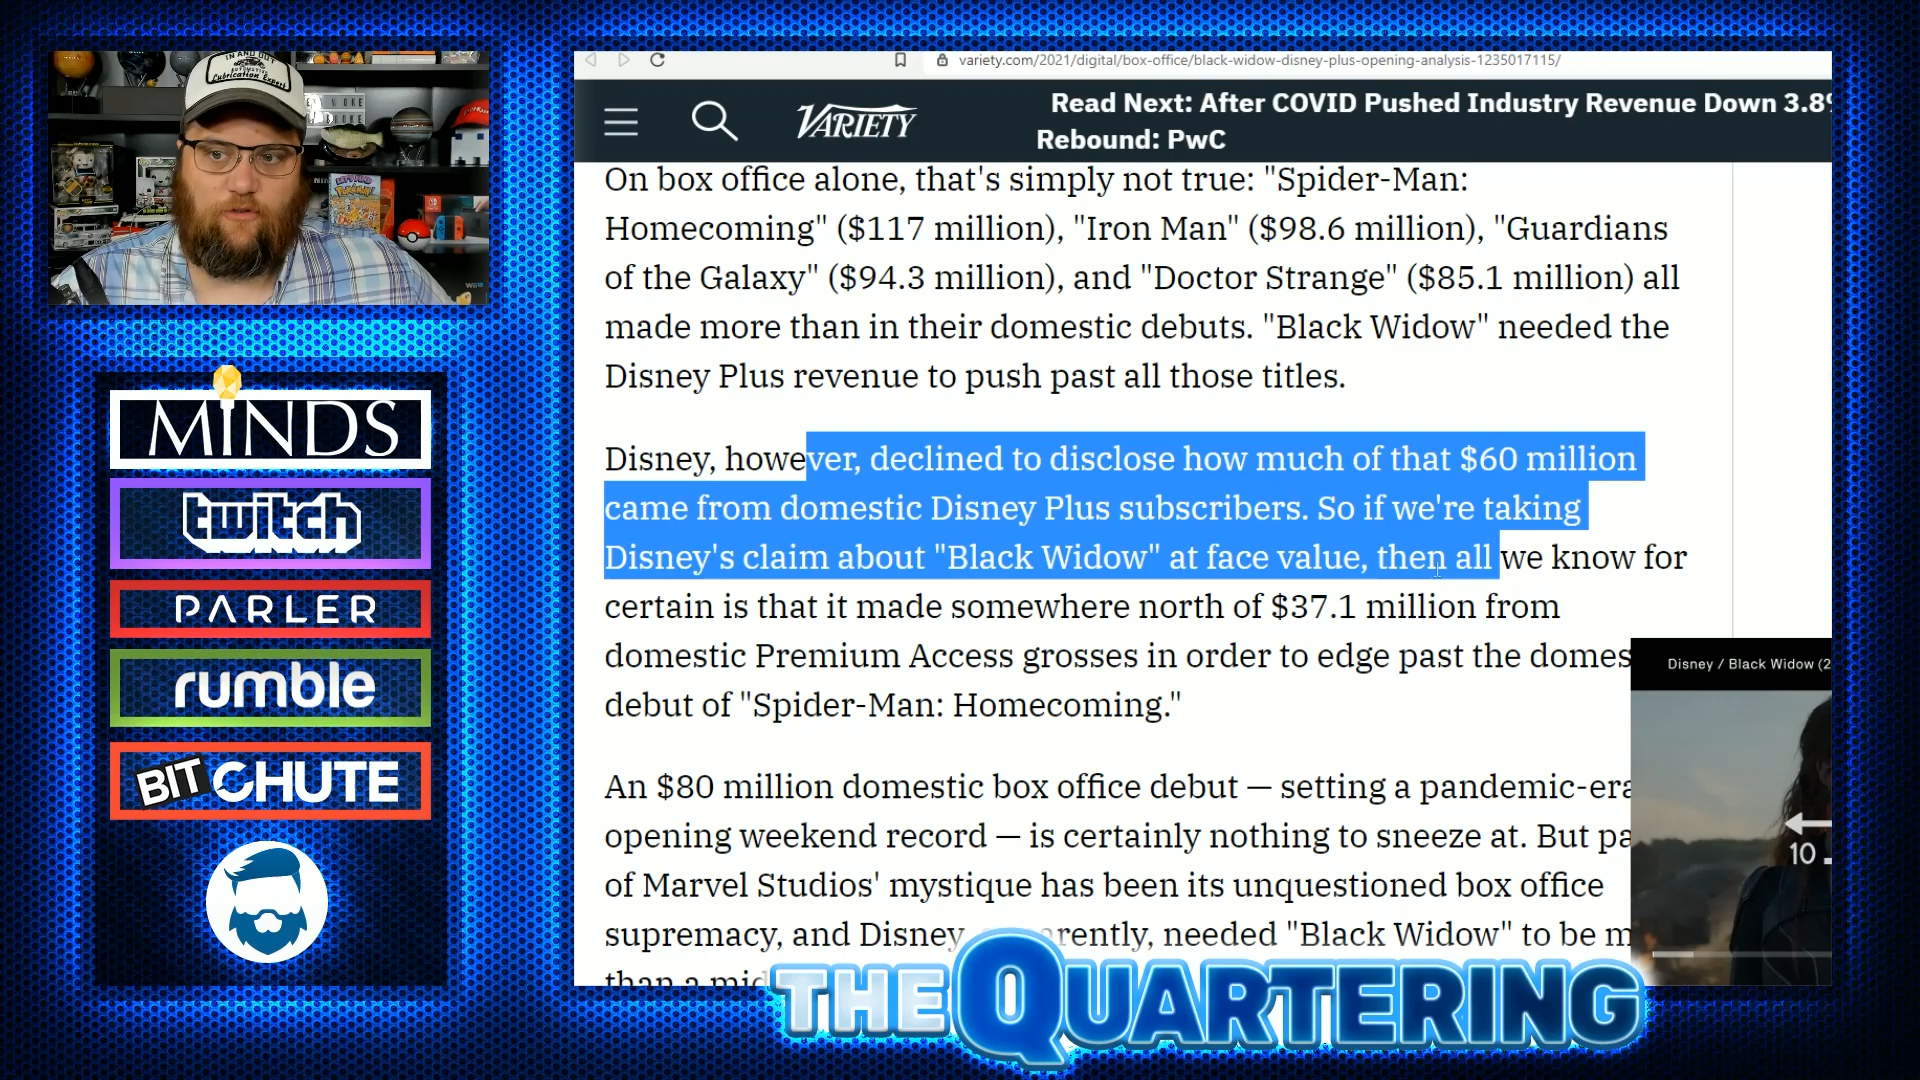 IN AND OUT
AUTOMOTIVE
Lubrication Expert
MINDS
twitch
PARLER
rumble
BITCHUTE
variety.com/2021/digital/box-office/black-widow-disney-plus-opening-analysis-1235017115/
VARIETY
Read Next: After COVID Pushed Industry Revenue Down 3.8%
Rebound: PwC
On box office alone, that's simply not true: "Spider-Man:
Homecoming" ($117 million), "Iron Man" ($98.6 million), "Guardians
of the Galaxy" ($94.3 million), and "Doctor Strange" ($85.1 million) all
made more than in their domestic debuts. "Black Widow" needed the
Disney Plus revenue to push past all those titles.
Disney, however, declined to disclose how much of that $60 million
came from domestic Disney Plus subscribers. So if we're taking
Disney's claim about "Black Widow" at face value, then all we know for
certain is that it made somewhere north of $37.1 million from
domestic Premium Access grosses in order to edge past the domes
debut of "Spider-Man: Homecoming."
Disney / Black Widow (2
10
An $80 million domestic box office debut — setting a pandemic-era
opening weekend record — is certainly nothing to sneeze at. But pa
of Marvel Studios' mystique has been its unquestioned box office
supremacy, and Disney, apparently, needed "Black Widow" to be m
than a mid
THE QUARTERING